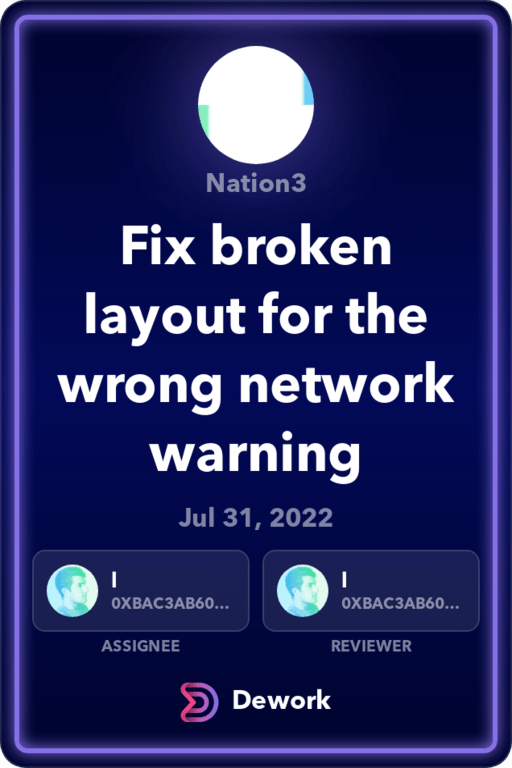 Nation3
Fix broken
layout for the
wrong network
warning
Jul 31, 2022
l
0XBAC3AB60...
l
0XBAC3AB60...
ASSIGNEE
REVIEWER
Dework